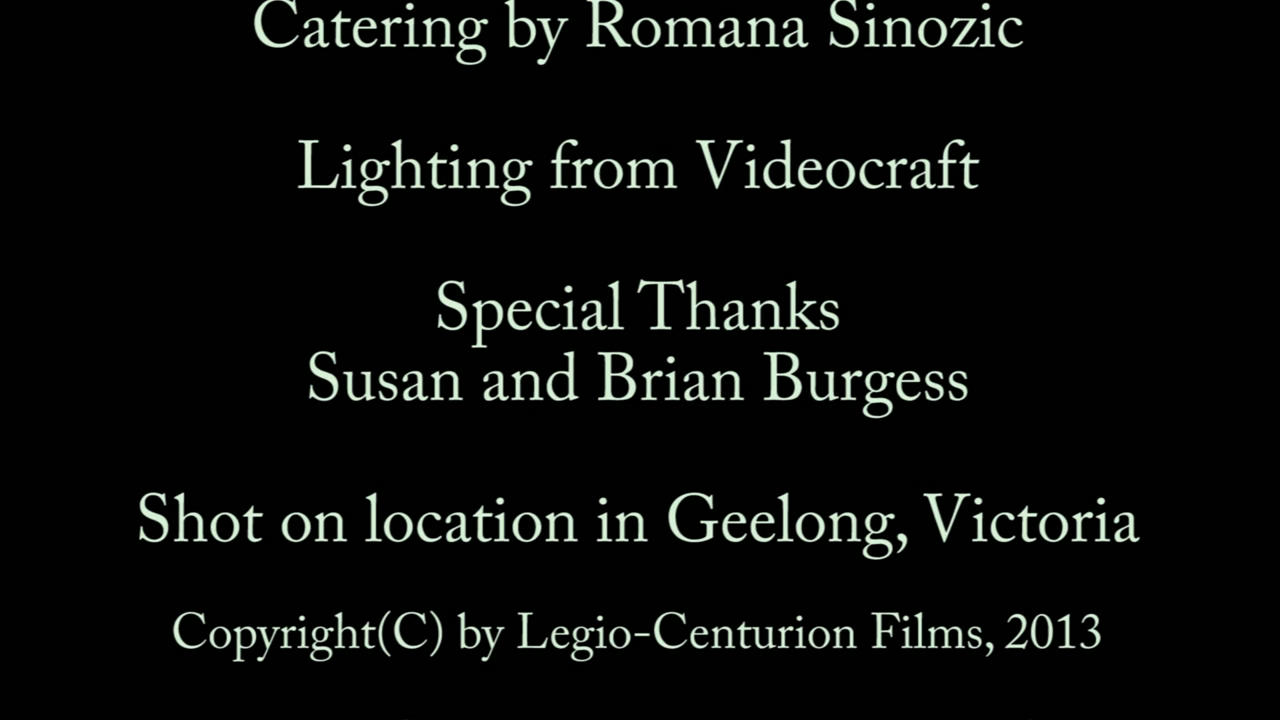 Catering by Romana Sinozic
Lighting from Videocraft
Special Thanks
Susan and Brian Burgess
Shot on location in Geelong, Victoria
Copyright(C) by Legio-Centurion Films, 2013